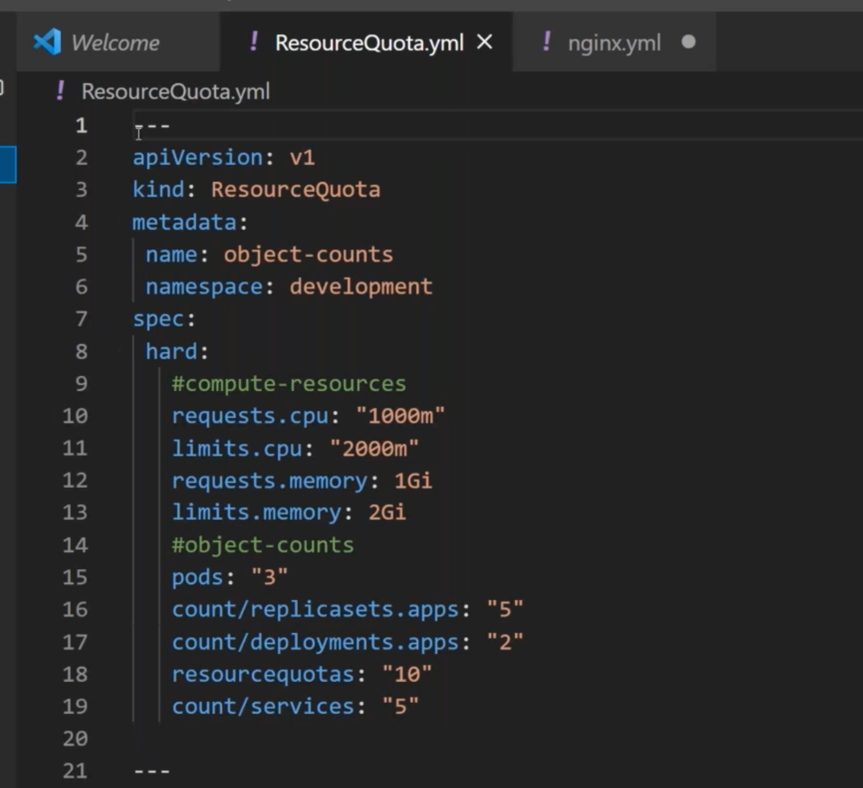 Welcome
! ResourceQuota.yml ×
! nginx.yml ●
! ResourceQuota.yml
1 ---
2 apiVersion: v1
3 kind: ResourceQuota
4 metadata:
5  name: object-counts
6  namespace: development
7 spec:
8  hard:
9    #compute-resources
10    requests.cpu: "1000m"
11    limits.cpu: "2000m"
12    requests.memory: 1Gi
13    limits.memory: 2Gi
14    #object-counts
15    pods: "3"
16    count/replicasets.apps: "5"
17    count/deployments.apps: "2"
18    resourcequotas: "10"
19    count/services: "5"
20
21 ---